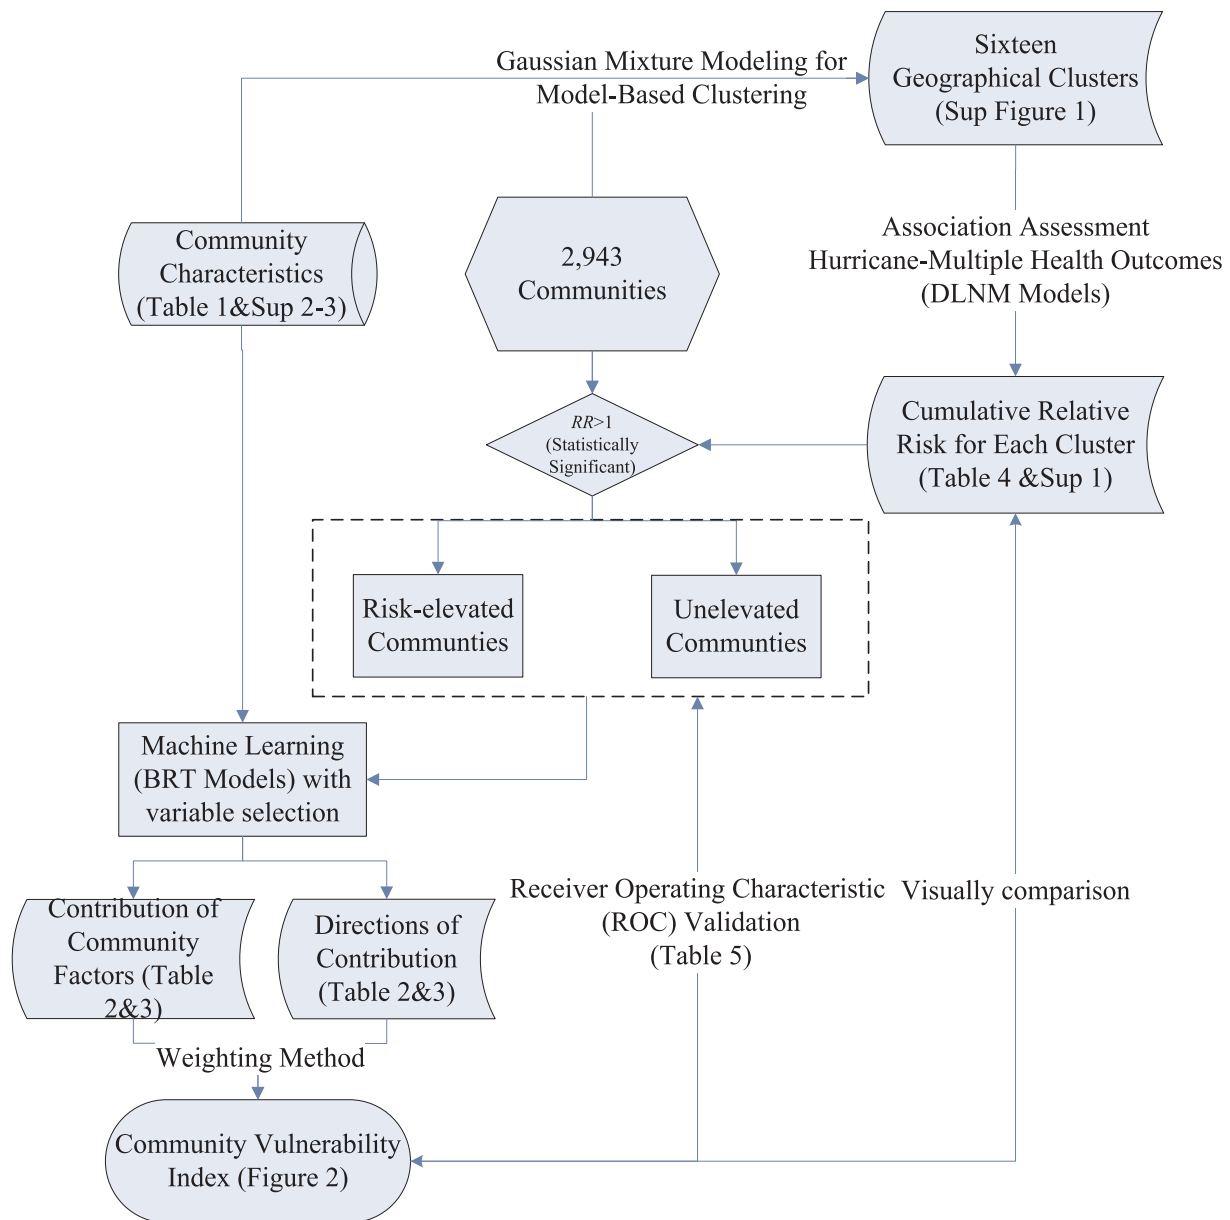 Gaussian Mixture Modeling for
Model-Based Clustering
Sixteen
Geographical Clusters
(Sup Figure 1)
Community
Characteristics
(Table 1&Sup 2-3)
2,943
Communities
Association Assessment
Hurricane-Multiple Health Outcomes
(DLNM Models)
RR>1
(Statistically
Significant)
Cumulative Relative
Risk for Each Cluster
(Table 4 &Sup 1)
Risk-elevated
Communties
Unelevated
Communties
Machine Learning
(BRT Models) with
variable selection
Contribution of
Community
Factors (Table
2&3)
Directions of
Contribution
(Table 2&3)
Receiver Operating Characteristic
(ROC) Validation
(Table 5)
Visually comparison
Weighting Method
Community Vulnerability
Index (Figure 2)